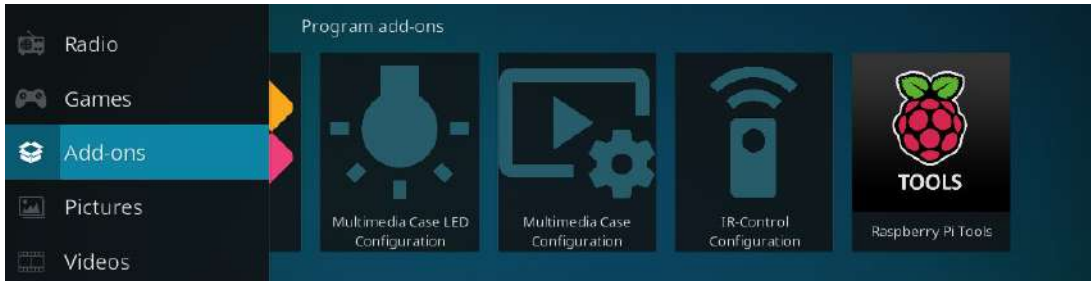 Radio
Games
Add-ons
Pictures
Videos
Program add-ons
Multimedia Case LED
Configuration
Multimedia Case
Configuration
IR-Control
Configuration
TOOLS
Raspberry Pi Tools